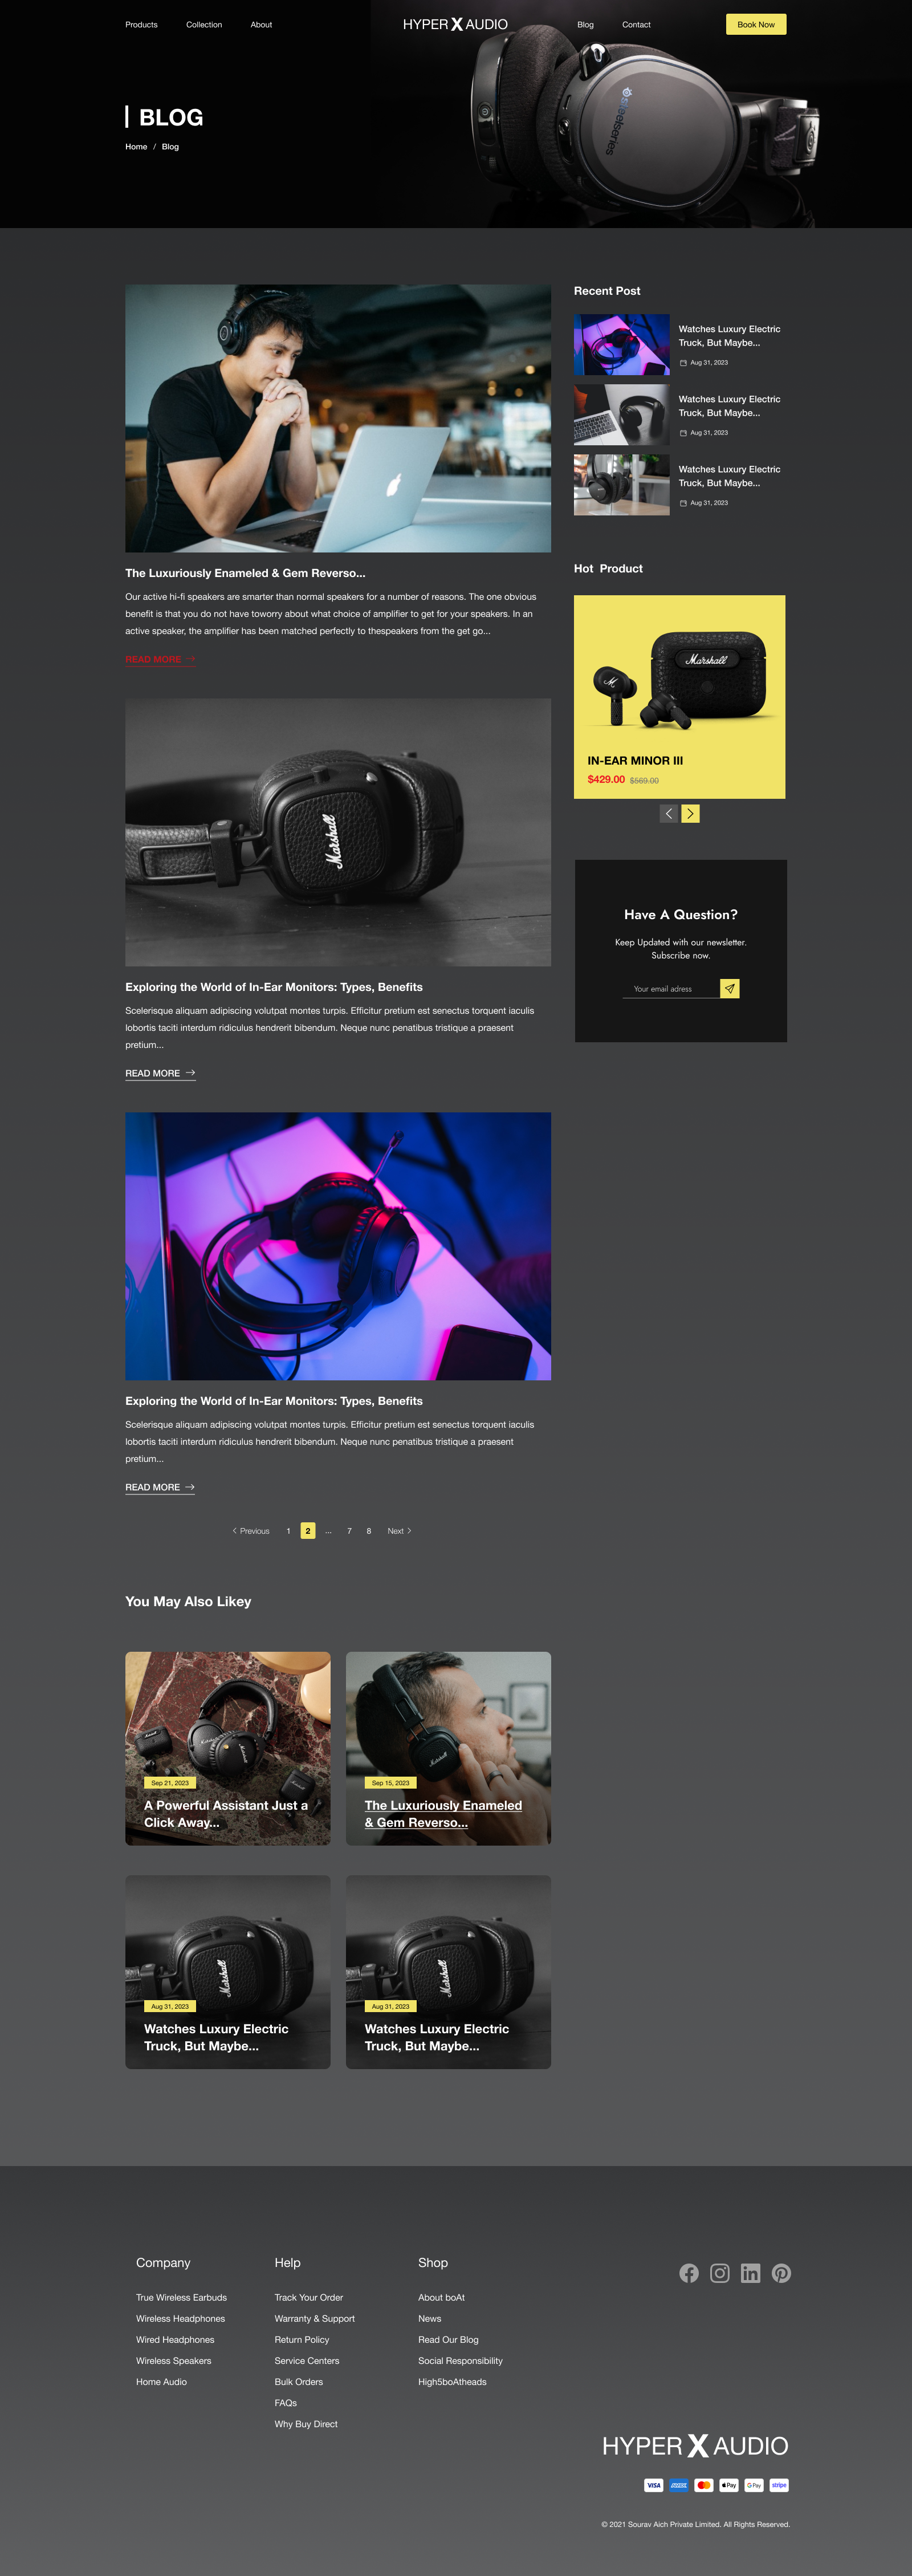 Products
Collection
About
HYPER X AUDIO
Blog
Contact
Book Now
steelseries
BLOG
Home / Blog
The Luxuriously Enameled & Gem Reverso...
Our active hi-fi speakers are smarter than normal speakers for a number of reasons. The one obvious
benefit is that you do not have toworry about what choice of amplifier to get for your speakers. In an
active speaker, the amplifier has been matched perfectly to thespeakers from the get go...
READ MORE
Marshall
Exploring the World of In-Ear Monitors: Types, Benefits
Scelerisque aliquam adipiscing volutpat montes turpis. Efficitur pretium est senectus torquent iaculis
lobortis taciti interdum ridiculus hendrerit bibendum. Neque nunc penatibus tristique a praesent
pretium...
READ MORE
Exploring the World of In-Ear Monitors: Types, Benefits
Scelerisque aliquam adipiscing volutpat montes turpis. Efficitur pretium est senectus torquent iaculis
lobortis taciti interdum ridiculus hendrerit bibendum. Neque nunc penatibus tristique a praesent
pretium...
READ MORE
Previous 1 2 ... 7 8 Next
Recent Post
Watches Luxury Electric
Truck, But Maybe...
Aug 31, 2023
Watches Luxury Electric
Truck, But Maybe...
Aug 31, 2023
Watches Luxury Electric
Truck, But Maybe...
Aug 31, 2023
Hot Product
Marshall
M
IN-EAR MINOR III
$429.00 $569.00
Have A Question?
Keep Updated with our newsletter.
Subscribe now.
Your email adress
You May Also Likey
Marshall
Sep 21, 2023
A Powerful Assistant Just a
Click Away...
Marshall
Sep 15, 2023
The Luxuriously Enameled
& Gem Reverso...
Marshall
Aug 31, 2023
Watches Luxury Electric
Truck, But Maybe...
Marshall
Aug 31, 2023
Watches Luxury Electric
Truck, But Maybe...
Company
True Wireless Earbuds
Wireless Headphones
Wired Headphones
Wireless Speakers
Home Audio
Help
Track Your Order
Warranty & Support
Return Policy
Service Centers
Bulk Orders
FAQs
Why Buy Direct
Shop
About boAt
News
Read Our Blog
Social Responsibility
High5boAtheads
HYPER X AUDIO
VISA
Pay
G Pay
stripe
© 2021 Sourav Aich Private Limited. All Rights Reserved.